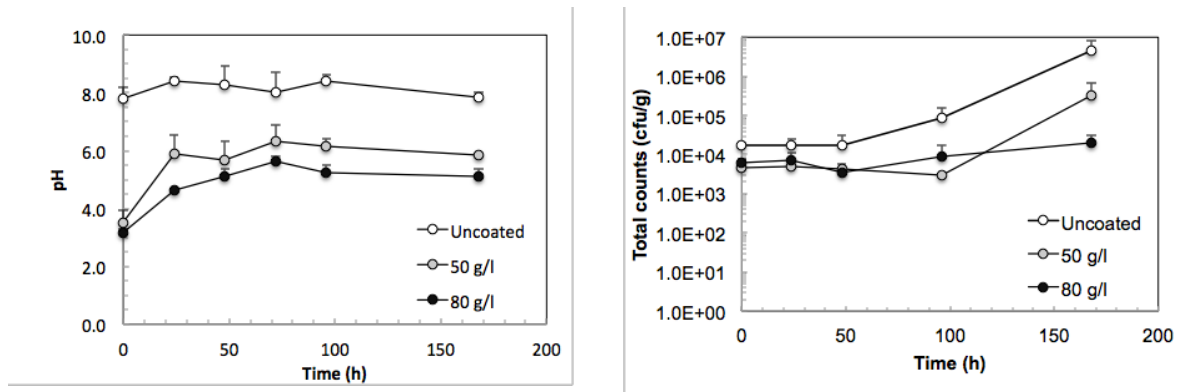 10.0
8.0
6.0
4.0
2.0
0.0
pH
0
50
100
150
200
Time (h)
Uncoated
50 g/l
80 g/l
1.0E+07
1.0E+06
1.0E+05
1.0E+04
1.0E+03
1.0E+02
1.0E+01
1.0E+00
Total counts (cfu/g)
0
50
100
150
200
Time (h)
Uncoated
50 g/l
80 g/l